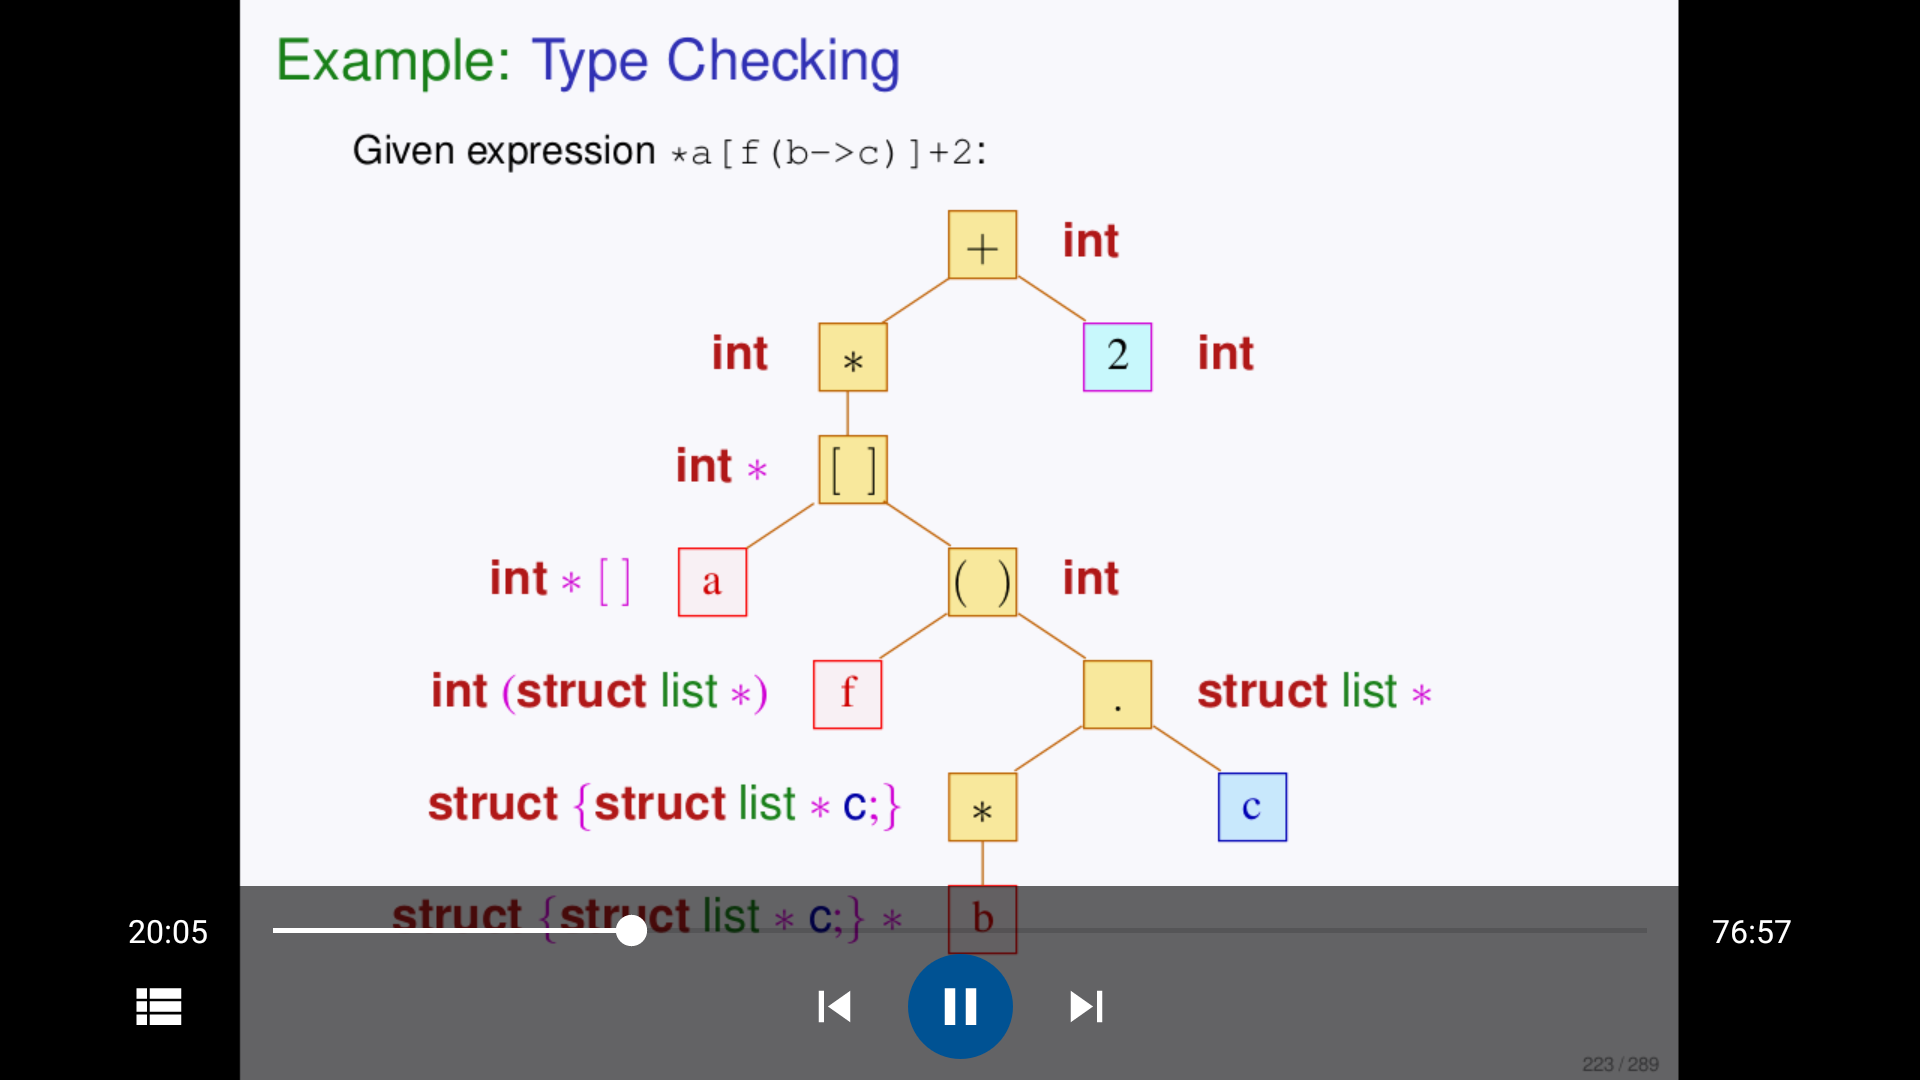 Example: Type Checking
Given expression *a[f(b->c)]+2:
+ int
int * 2 int
int * [ ]
int * [ ] a ( ) int
int (struct list *) f . struct list *
struct {struct list * c;} * c
struct {struct list * c;} * b
20:05 76:57
223 / 289